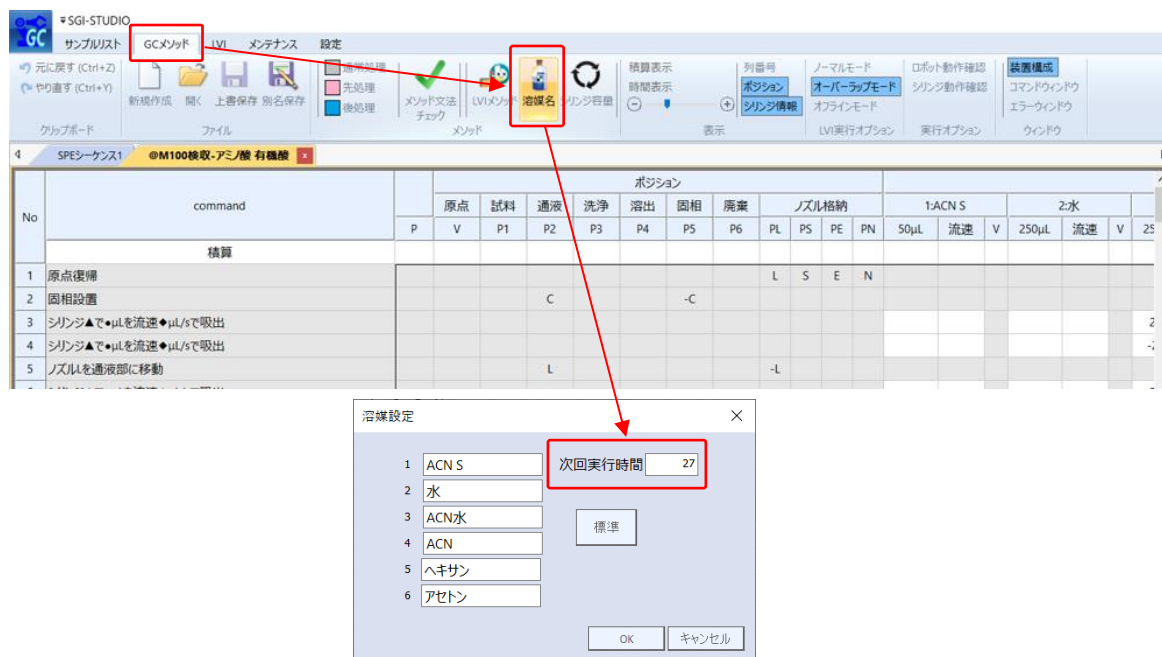 GC
SGI-STUDIO
サンプルリスト GCメソッド LVI メンテナンス 設定
元に戻す (Ctrl+Z)
やり直す (Ctrl+Y)
クリップボード
新規作成 開く 上書保存 別名保存
ファイル
通常処理
先処理
後処理
メソッド文法
チェック
LVIメソッド 溶媒名 シリンジ容量
メソッド
積算表示
時間表示
列番号
ポジション
シリンジ情報
表示
ノーマルモード
オーバーラップモード
オフラインモード
LVI実行オプション
ロボット動作確認
シリンジ動作確認
実行オプション
装置構成
コマンドウィンドウ
エラーウィンドウ
ウィンドウ
SPEシーケンス1 @M100検収-アミノ酸 有機酸 x
ポジション
No command 原点 試料 通液 洗浄 溶出 固相 廃棄 ノズル格納 1:ACN S 2:水
P V P1 P2 P3 P4 P5 P6 PL PS PE PN 50μL 流速 V 250μL 流速 V 25
積算
1 原点復帰 L S E N
2 固相設置 C -C
3 シリンジ▲で●μLを流速◆μL/sで吸出 2
4 シリンジ▲で●μLを流速◆μL/sで吸出 -2
5 ノズルLを通液部に移動 L -L
溶媒設定
1 ACN S 次回実行時間 27
2 水
3 ACN水 標準
4 ACN
5 ヘキサン
6 アセトン
OK キャンセル